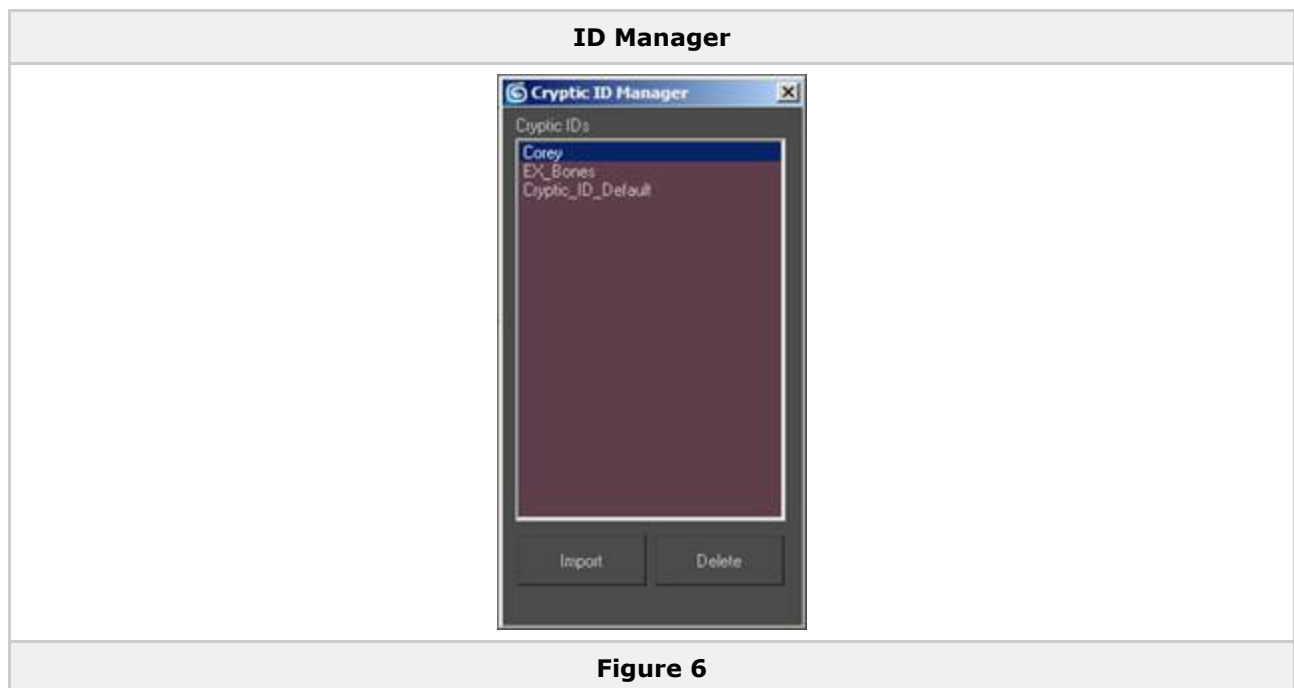 ID Manager
Cryptic ID Manager
Cryptic IDs
Corey
EX_Bones
Cryptic_ID_Default
Import Delete
Figure 6